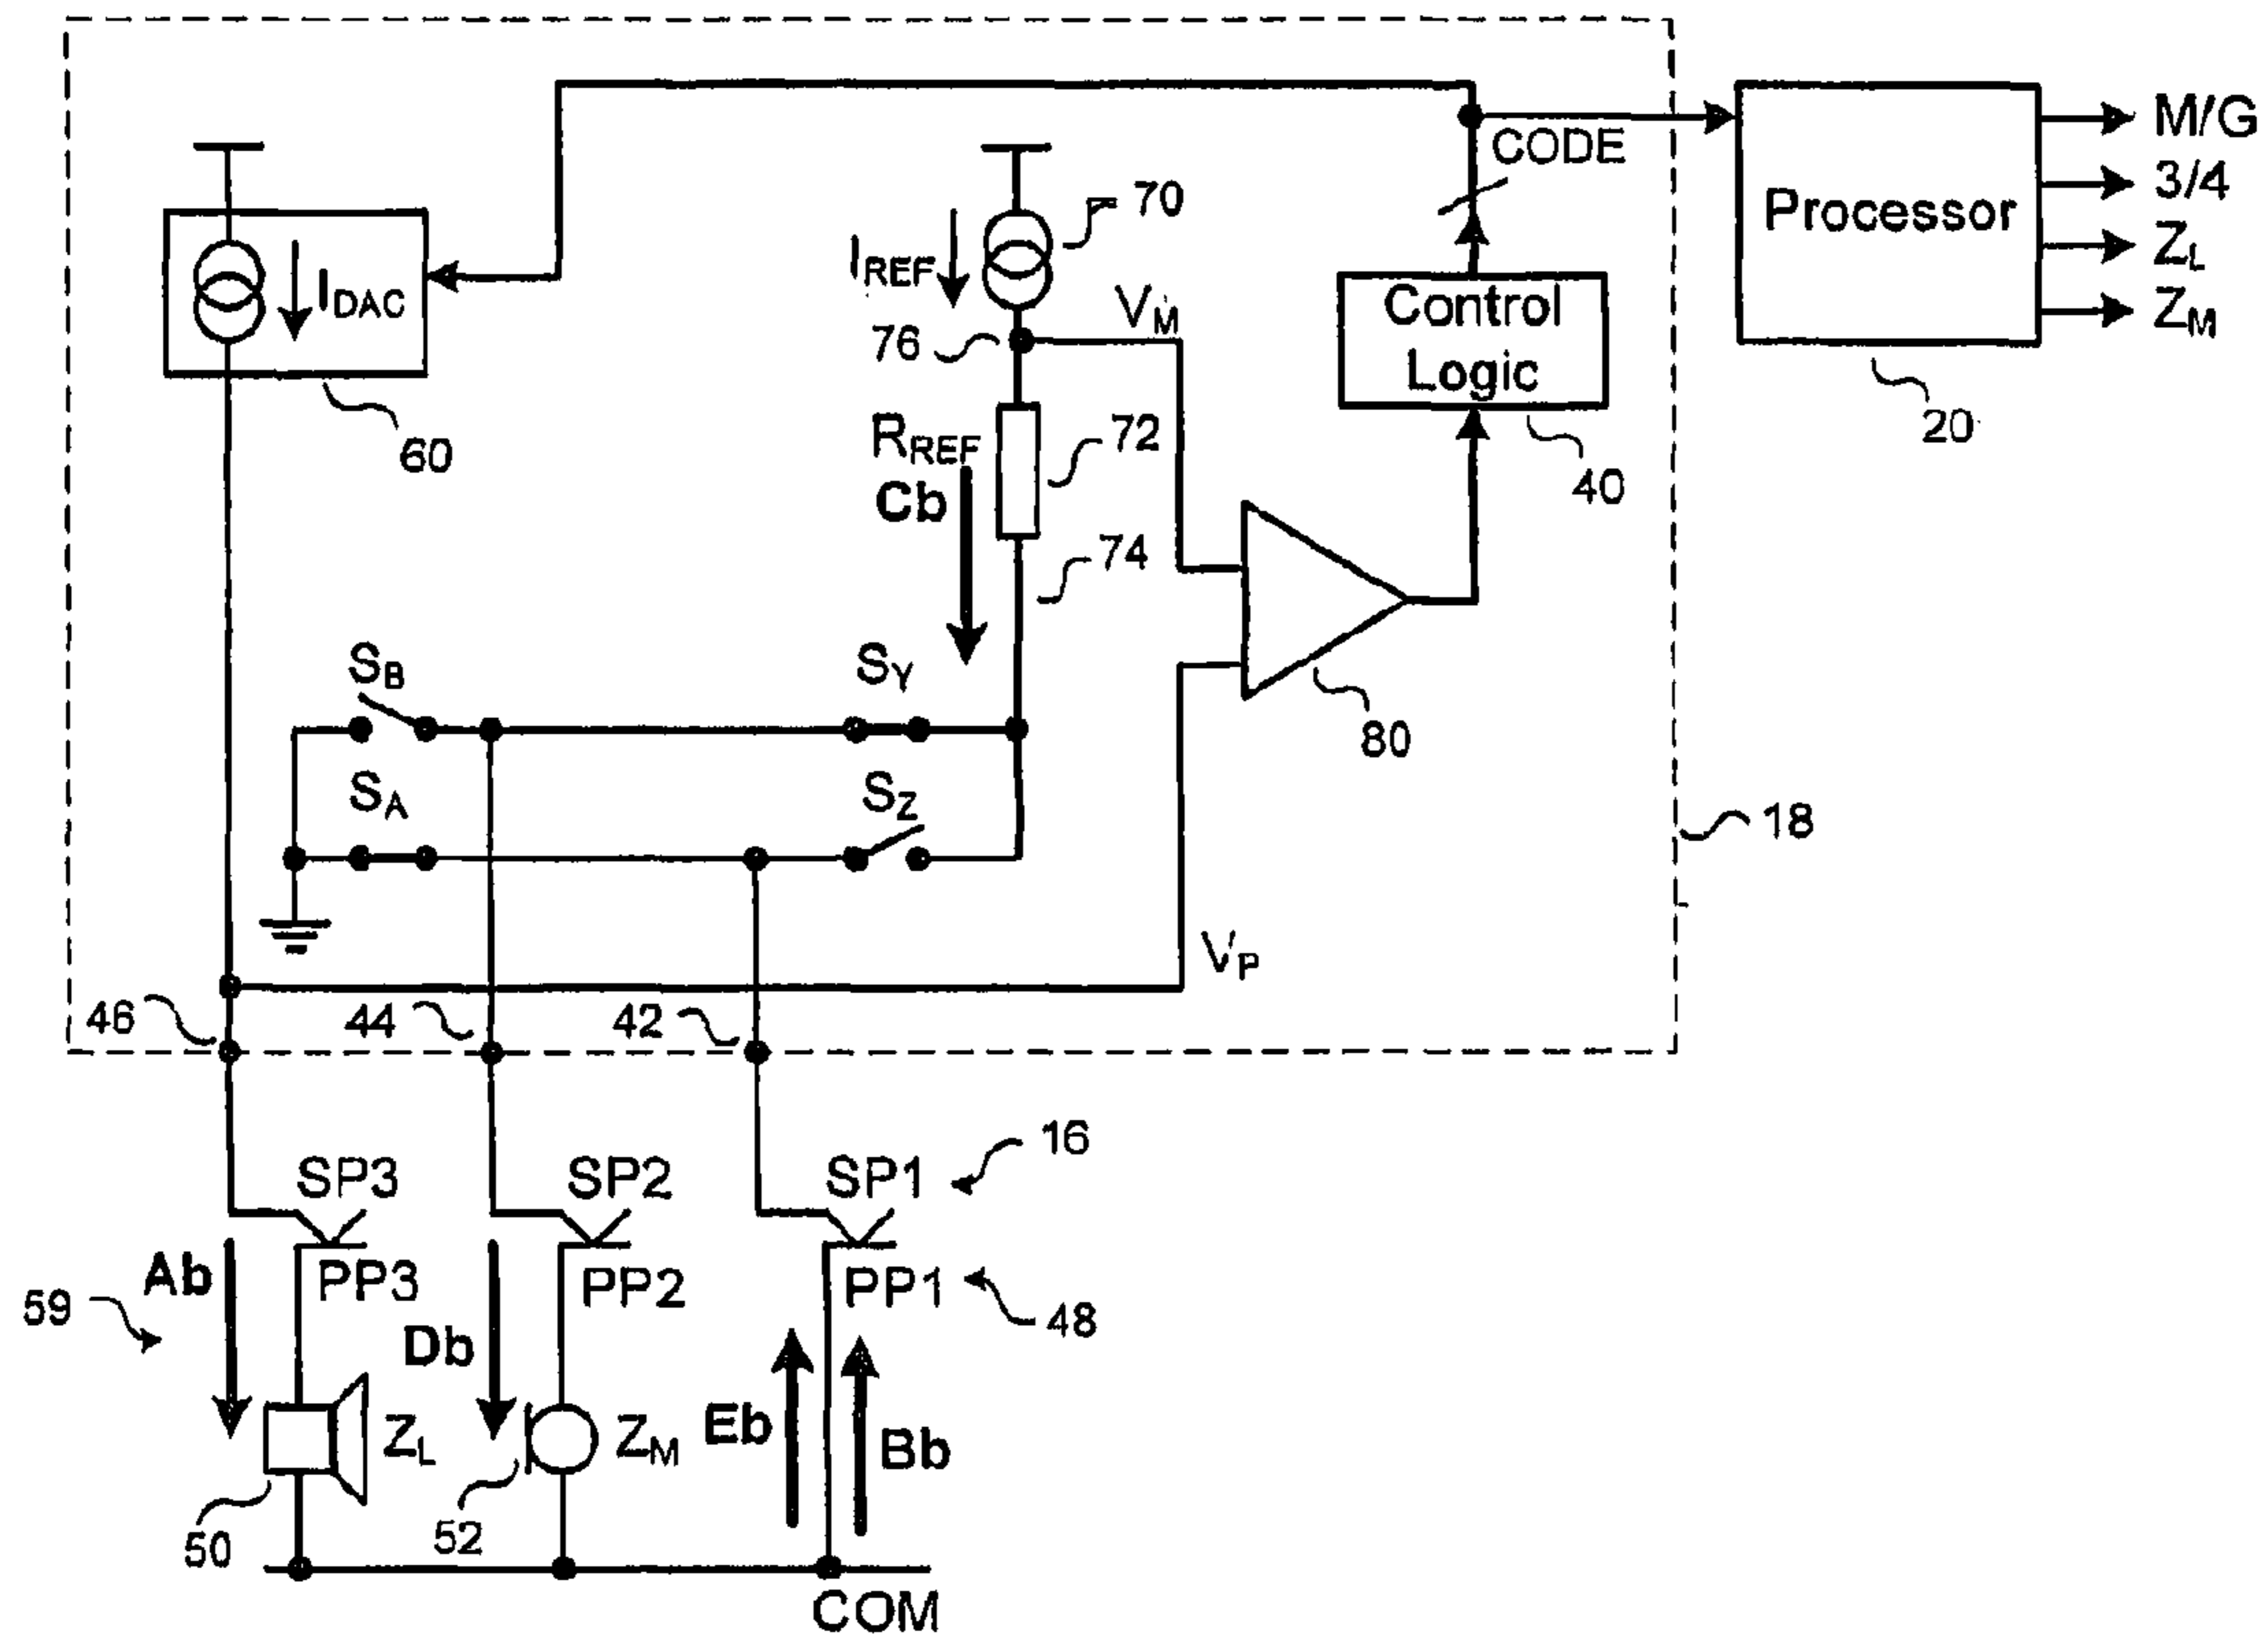 M/G
CODE
3/4
Processor
70
Z_L
I_REF
I_DAC
V_M
Control
Logic
Z_M
76
20
60
R_REF
72
40
Cb
74
S_B
S_Y
80
S_A
S_Z
18
V_P
46
44
42
16
SP3
SP2
SP1
Ab
PP3
PP2
PP1
59
48
Db
Z_L
Z_M
Eb
Bb
50
52
COM